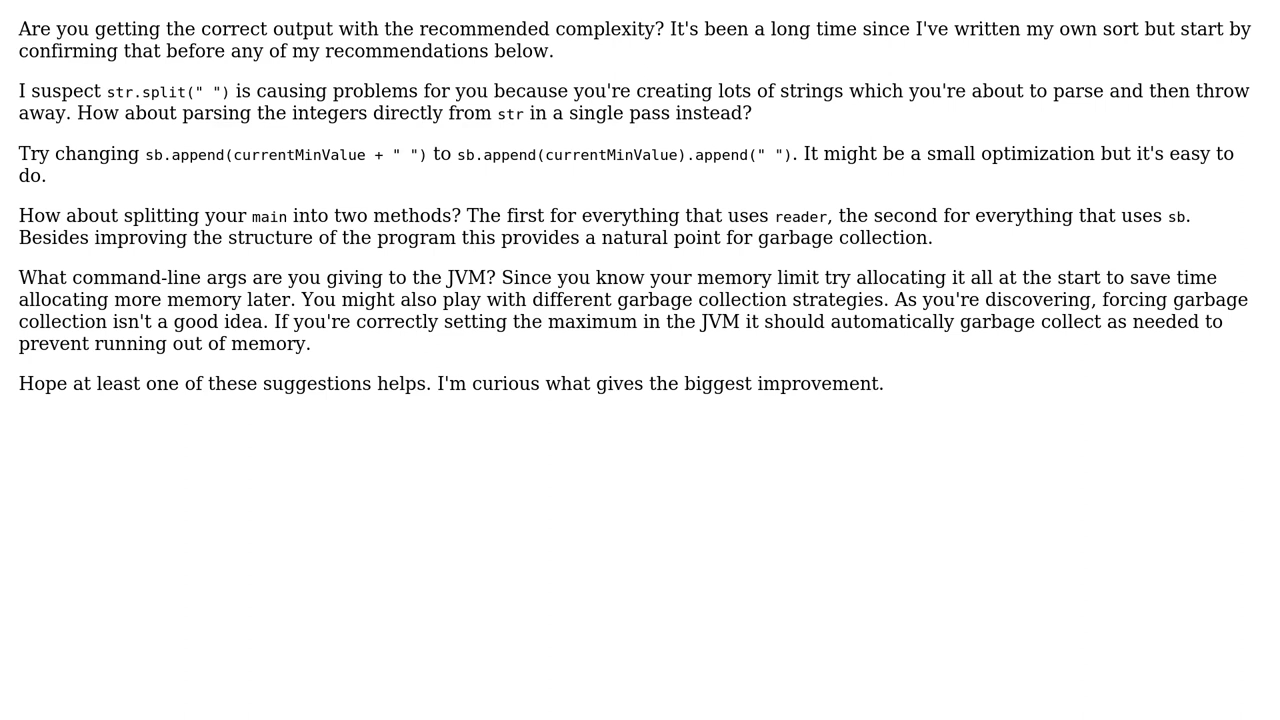 Are you getting the correct output with the recommended complexity? It's been a long time since I've written my own sort but start by
confirming that before any of my recommendations below.
I suspect str.split(" ") is causing problems for you because you're creating lots of strings which you're about to parse and then throw
away. How about parsing the integers directly from str in a single pass instead?
Try changing sb.append(currentMinValue + " ") to sb.append(currentMinValue).append(" "). It might be a small optimization but it's easy to
do.
How about splitting your main into two methods? The first for everything that uses reader, the second for everything that uses sb.
Besides improving the structure of the program this provides a natural point for garbage collection.
What command-line args are you giving to the JVM? Since you know your memory limit try allocating it all at the start to save time
allocating more memory later. You might also play with different garbage collection strategies. As you're discovering, forcing garbage
collection isn't a good idea. If you're correctly setting the maximum in the JVM it should automatically garbage collect as needed to
prevent running out of memory.
Hope at least one of these suggestions helps. I'm curious what gives the biggest improvement.